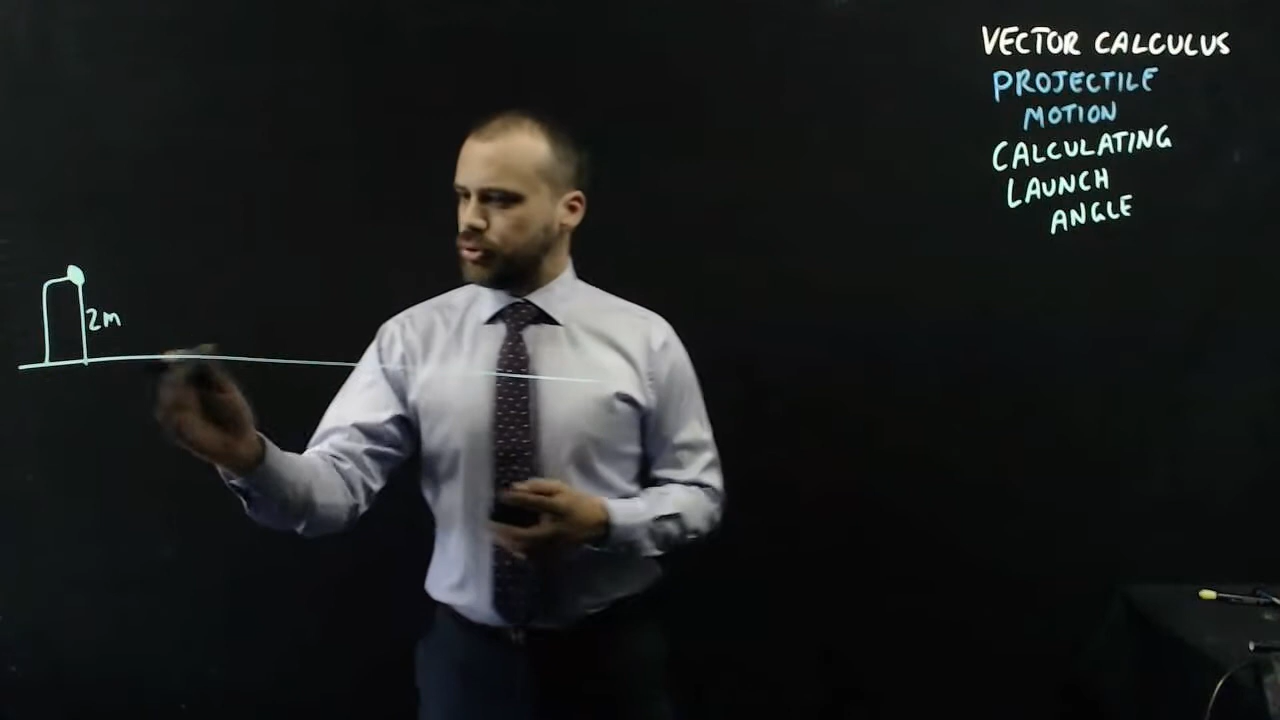 VECTOR CALCULUS
PROJECTILE
MOTION
CALCULATING
LAUNCH
ANGLE
2m